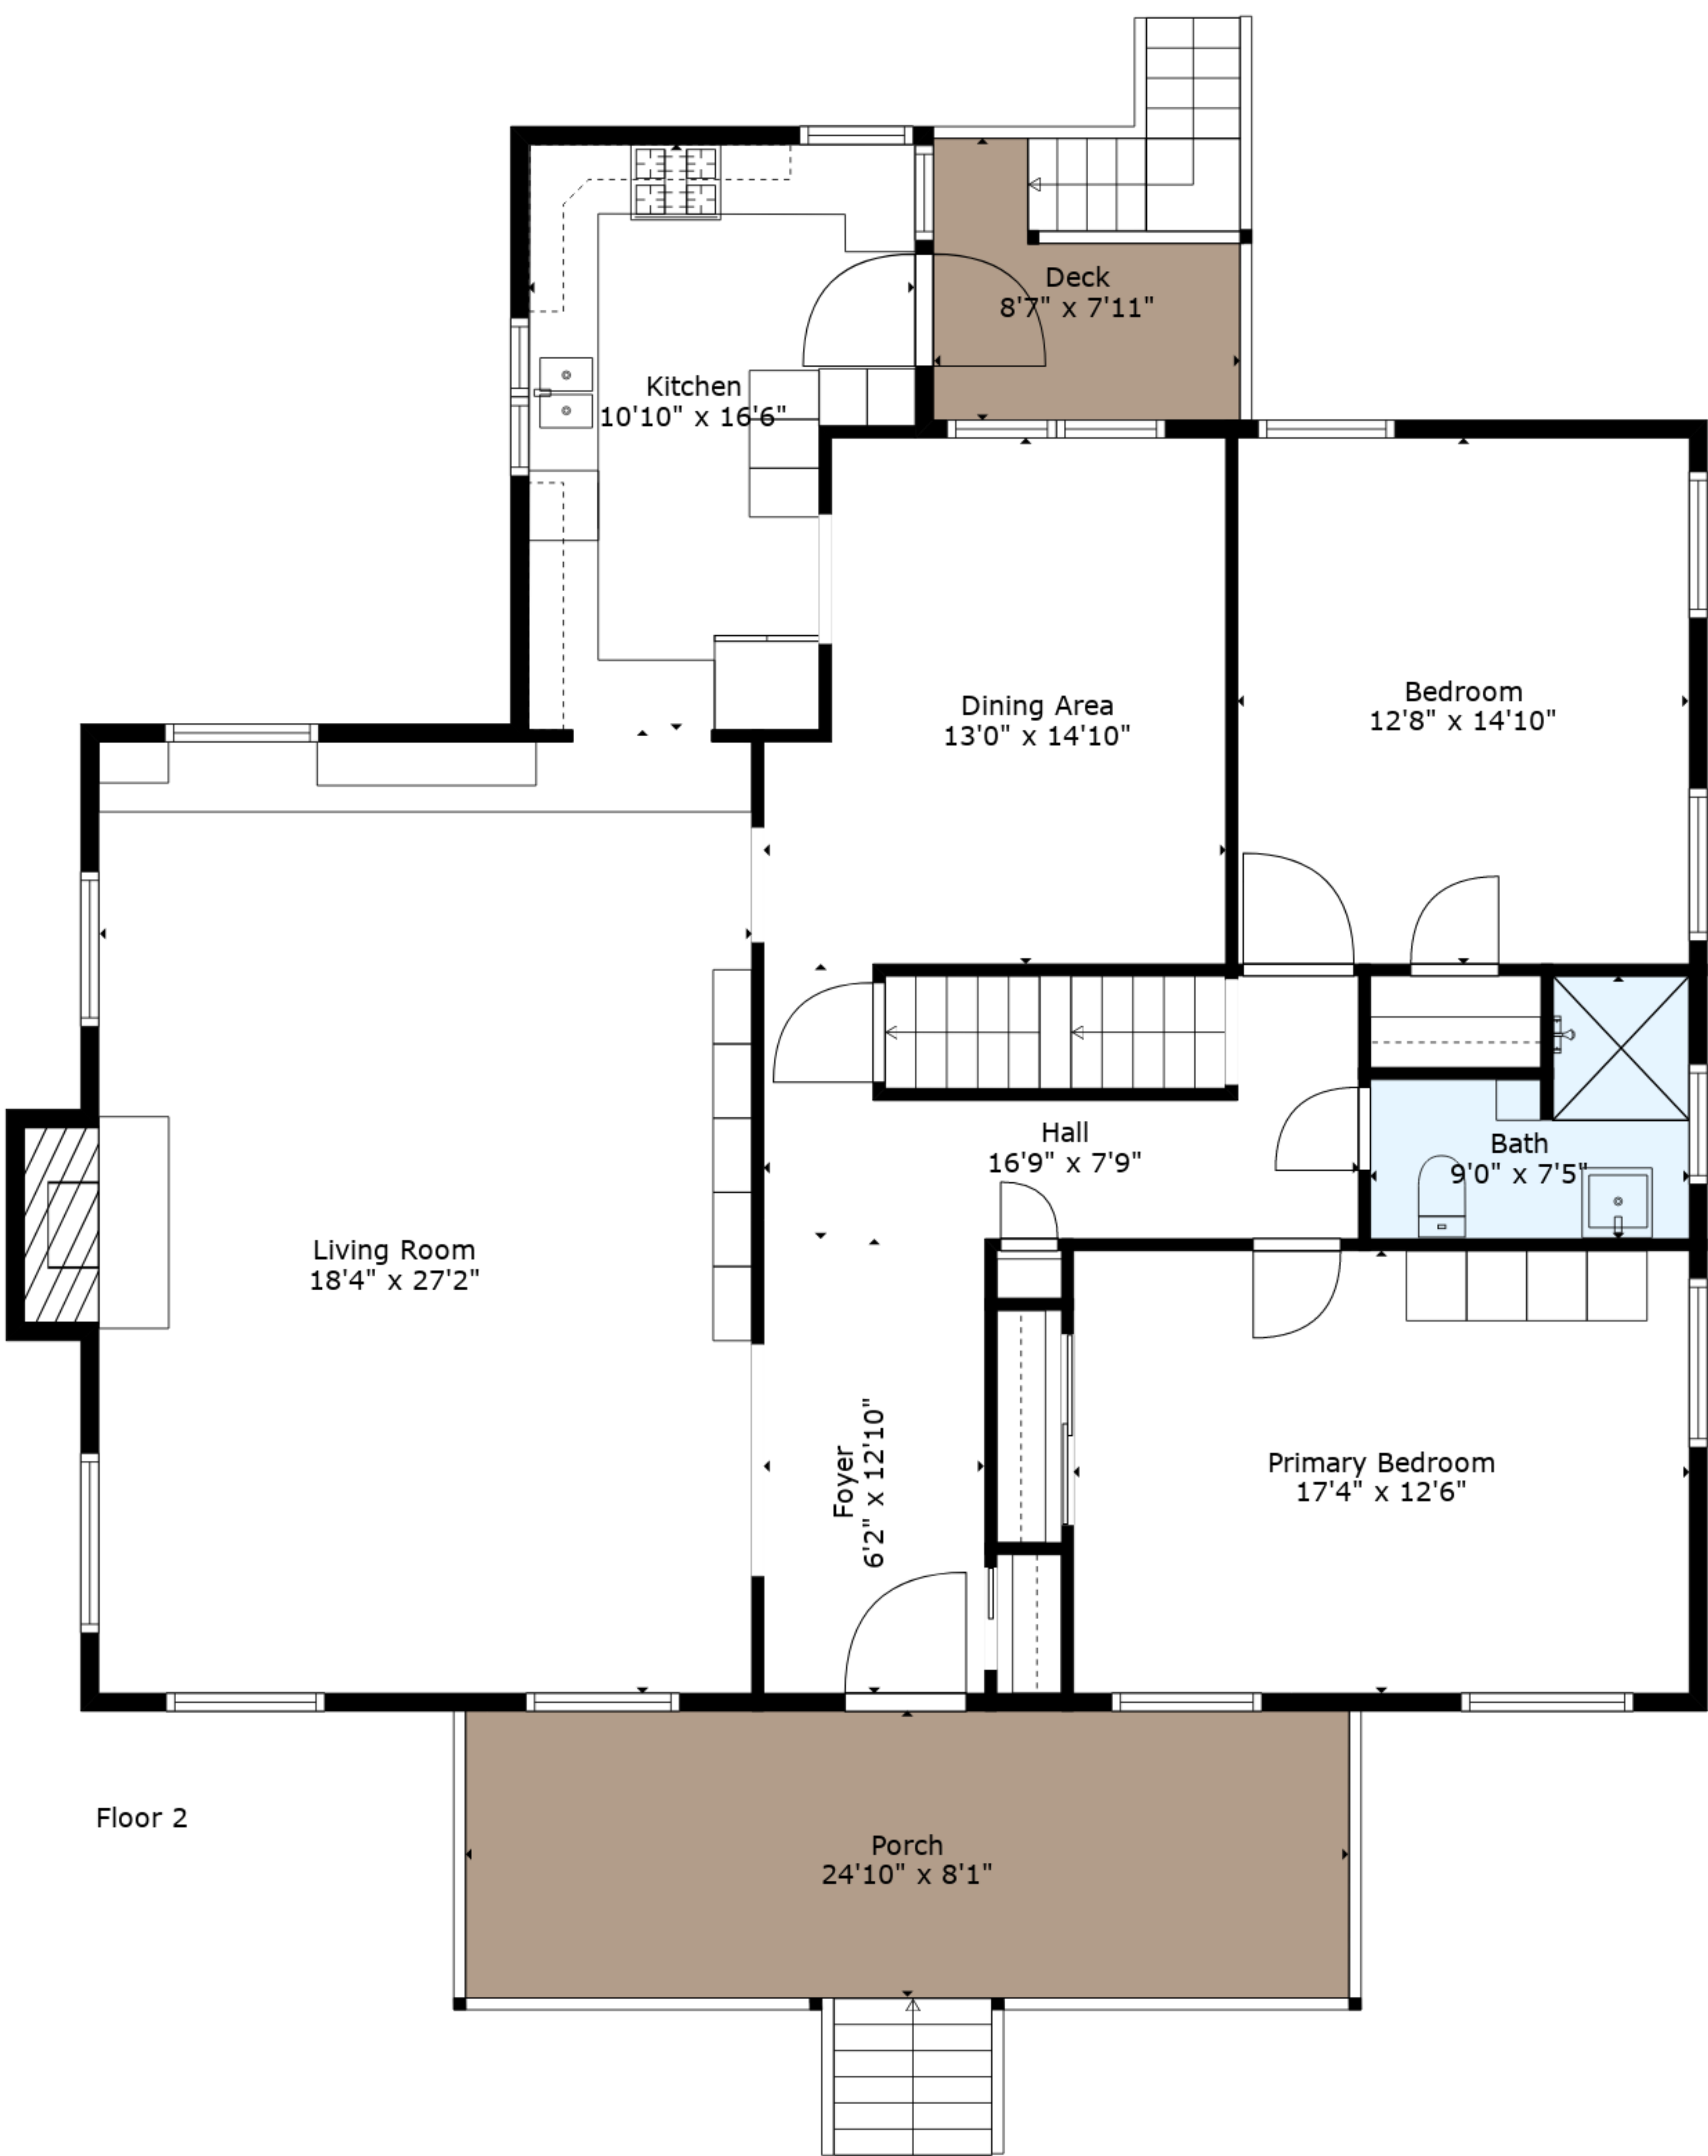 Deck
8'7" x 7'11"
Kitchen
10'10" x 16'6"
Dining Area
13'0" x 14'10"
Bedroom
12'8" x 14'10"
Hall
16'9" x 7'9"
Bath
9'0" x 7'5"
Living Room
18'4" x 27'2"
Foyer
6'2" x 12'10"
Primary Bedroom
17'4" x 12'6"
Floor 2
Porch
24'10" x 8'1"